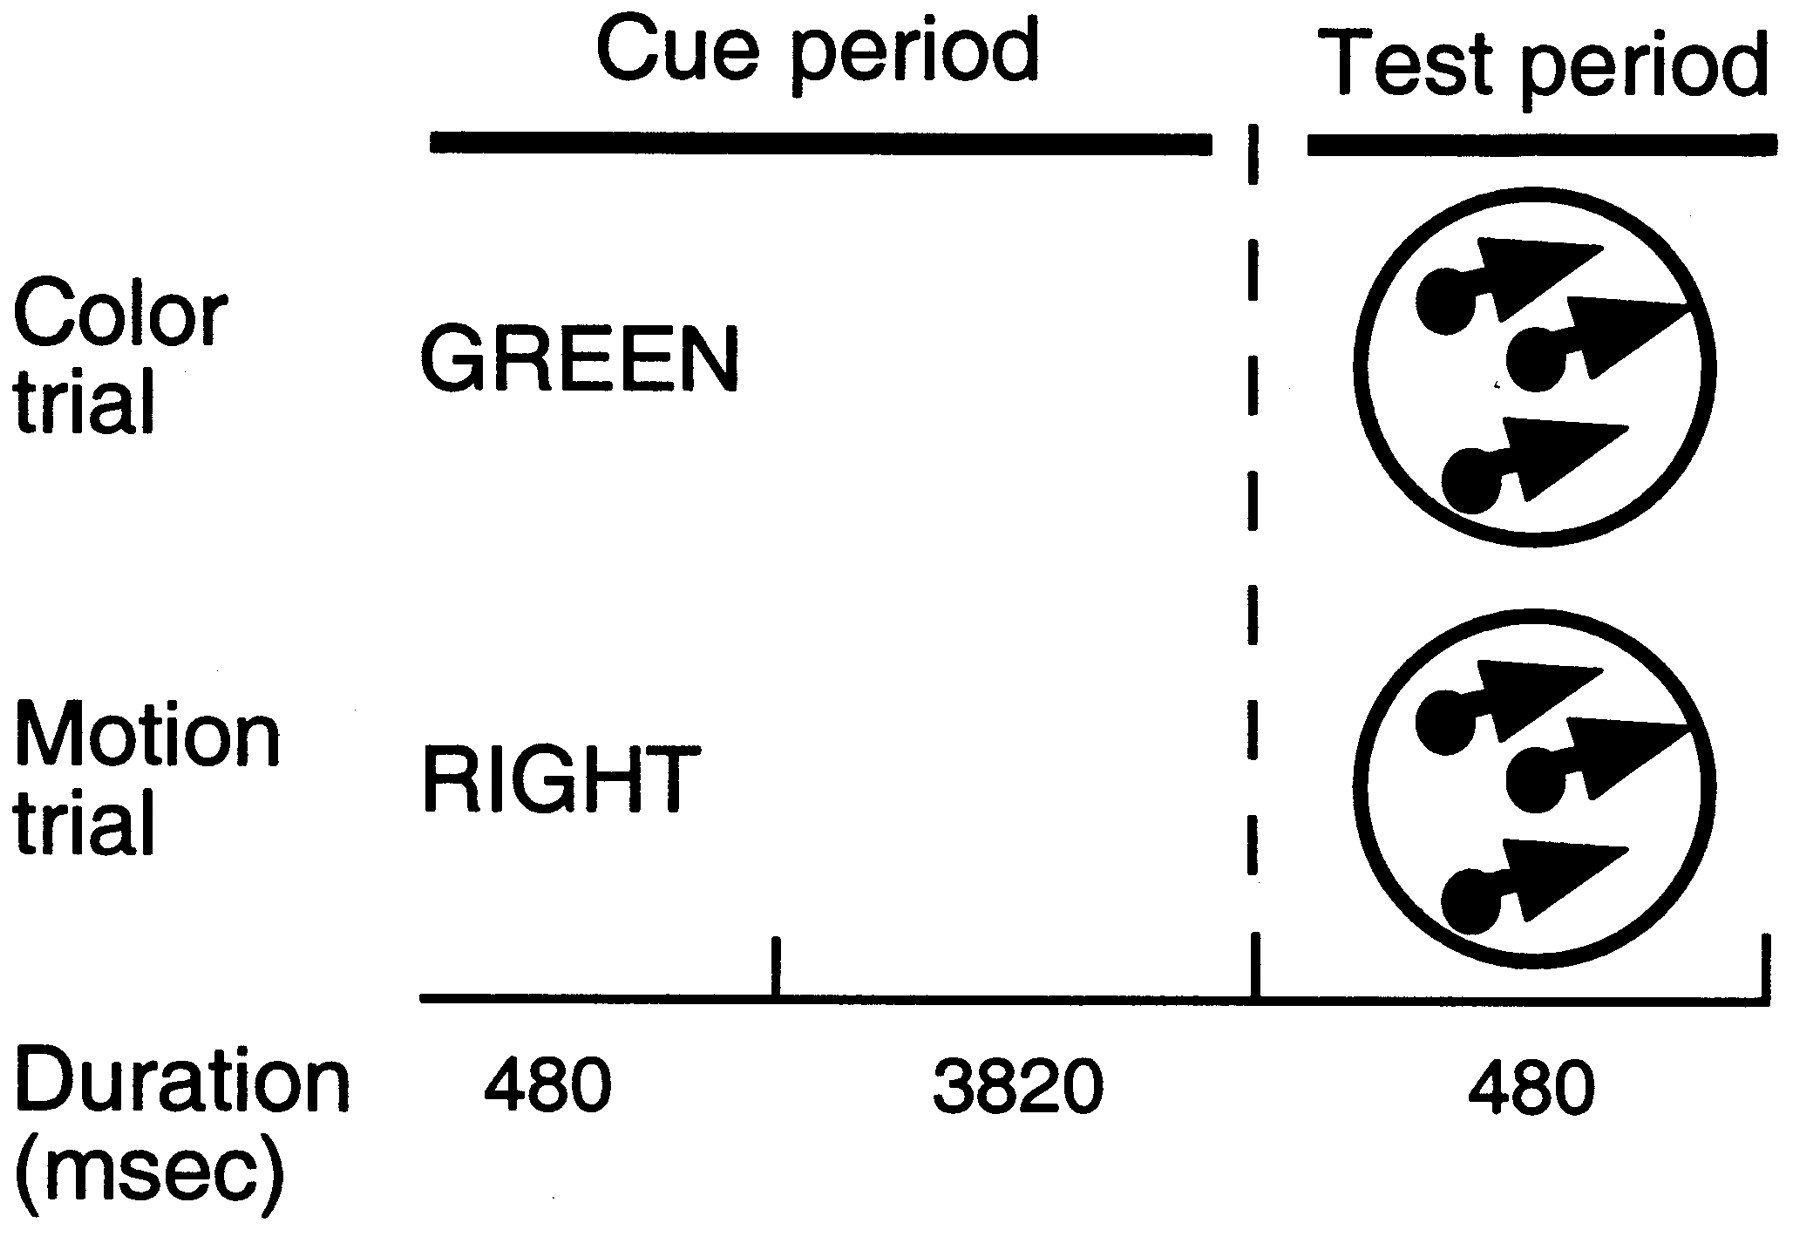 Cue period
Test period
Color
trial
GREEN
Motion
trial
RIGHT
Duration
(msec)
480
3820
480